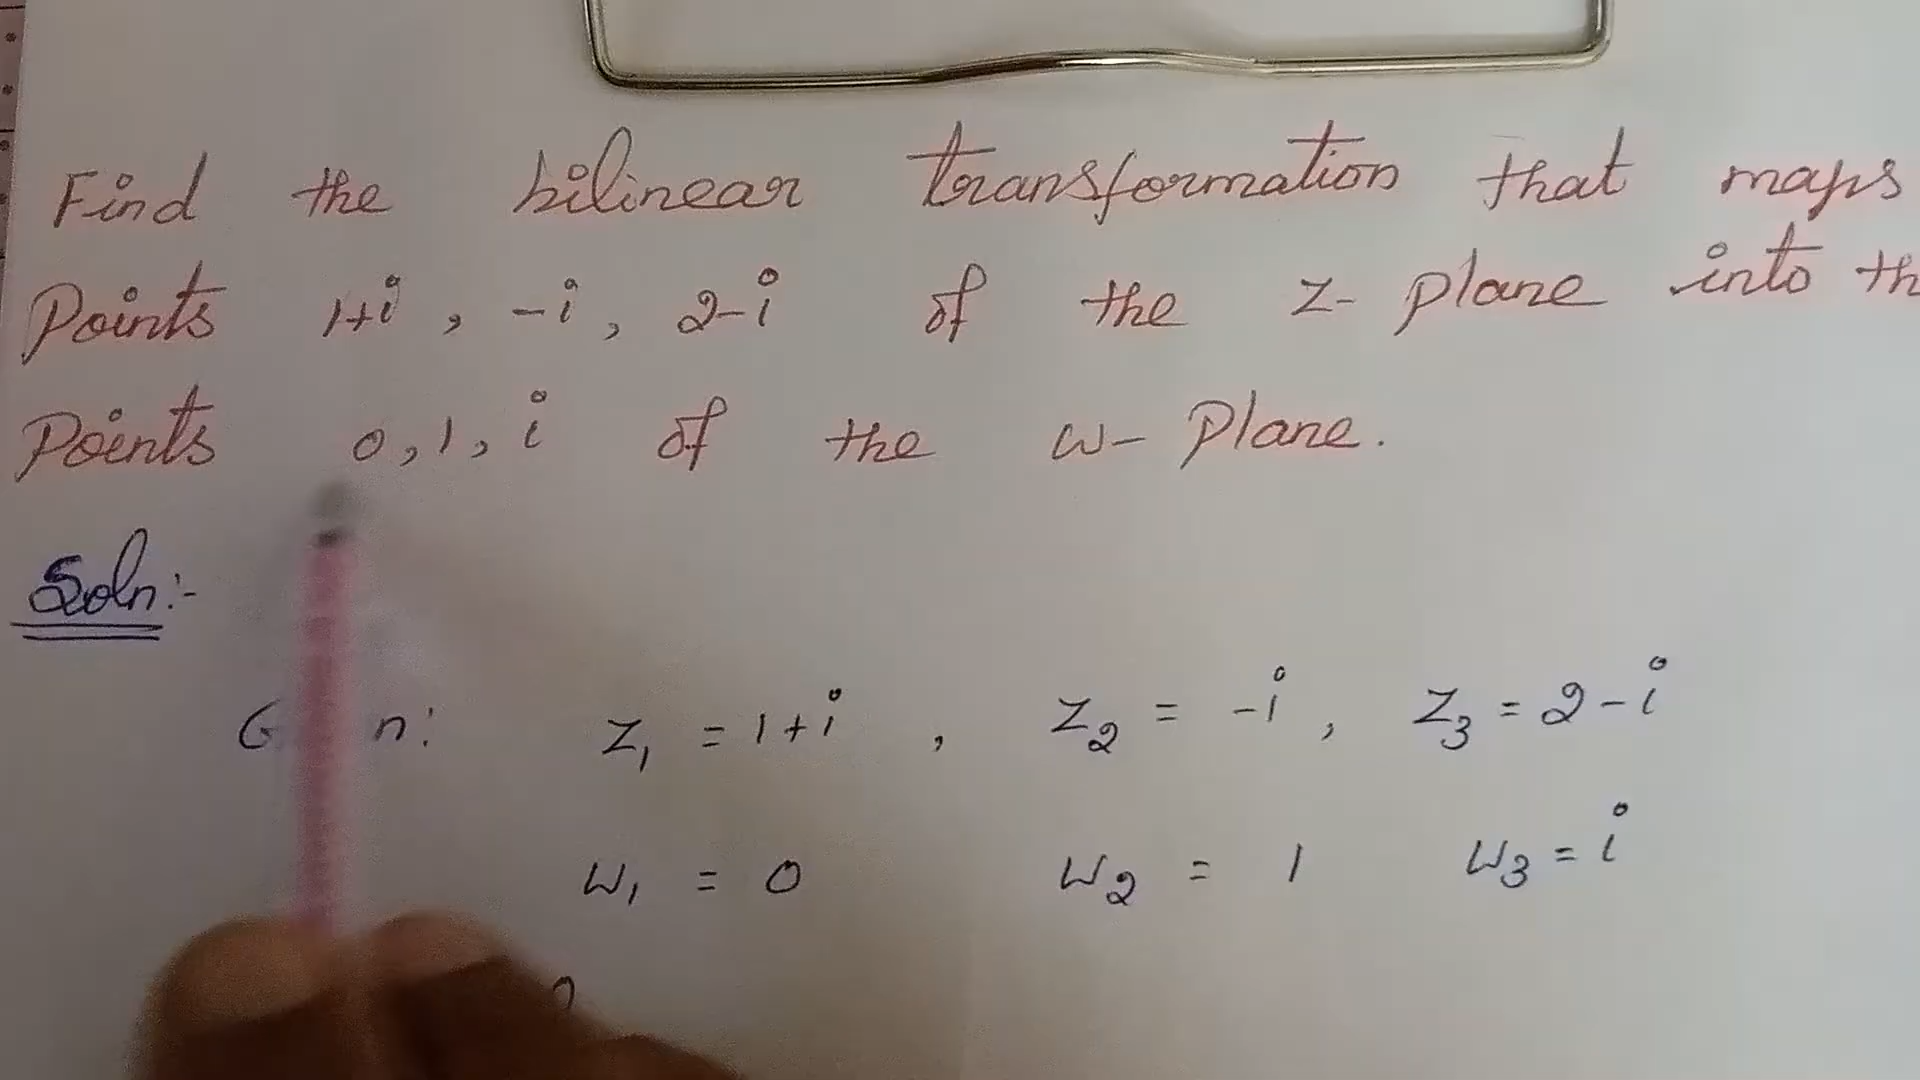 Find the bilinear transformation that maps
Points 1+i , -i , 2-i of the z- plane into th
Points 0,1, i of the w- Plane.
Soln:-
z₁ = 1+i , z₂ = -i , z₃ = 2-i
w₁ = 0 w₂ = 1 w₃ = i